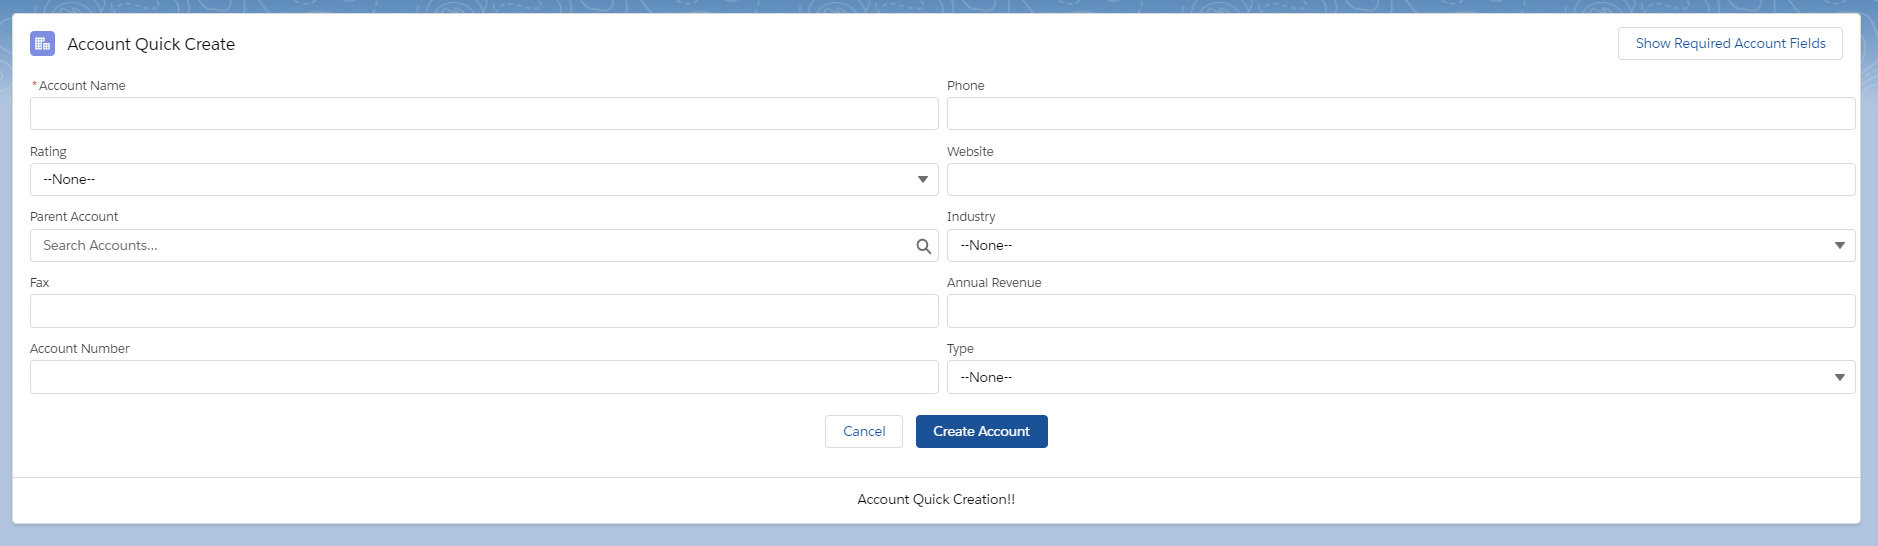 Account Quick Create
Show Required Account Fields
*Account Name
Phone
Rating
Website
--None--
Parent Account
Industry
Search Accounts...
--None--
Fax
Annual Revenue
Account Number
Type
--None--
Cancel
Create Account
Account Quick Creation!!